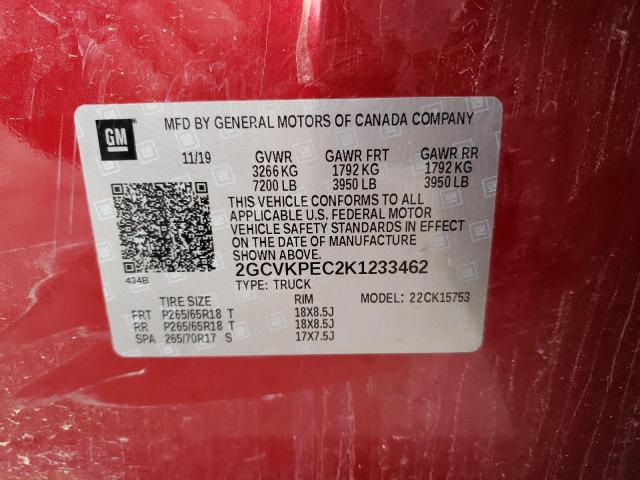 GM
MFD BY GENERAL MOTORS OF CANADA COMPANY
11/19 GVWR GAWR FRT GAWR RR
3266 KG 1792 KG 1792 KG
7200 LB 3950 LB 3950 LB
THIS VEHICLE CONFORMS TO ALL
APPLICABLE U.S. FEDERAL MOTOR
VEHICLE SAFETY STANDARDS IN EFFECT
ON THE DATE OF MANUFACTURE
SHOWN ABOVE.
434B
2GCVKPEC2K1233462
TYPE: TRUCK
TIRE SIZE RIM MODEL: 22CK15753
FRT P265/65R18 T 18X8.5J
RR P265/65R18 T 18X8.5J
SPA 265/70R17 S 17X7.5J